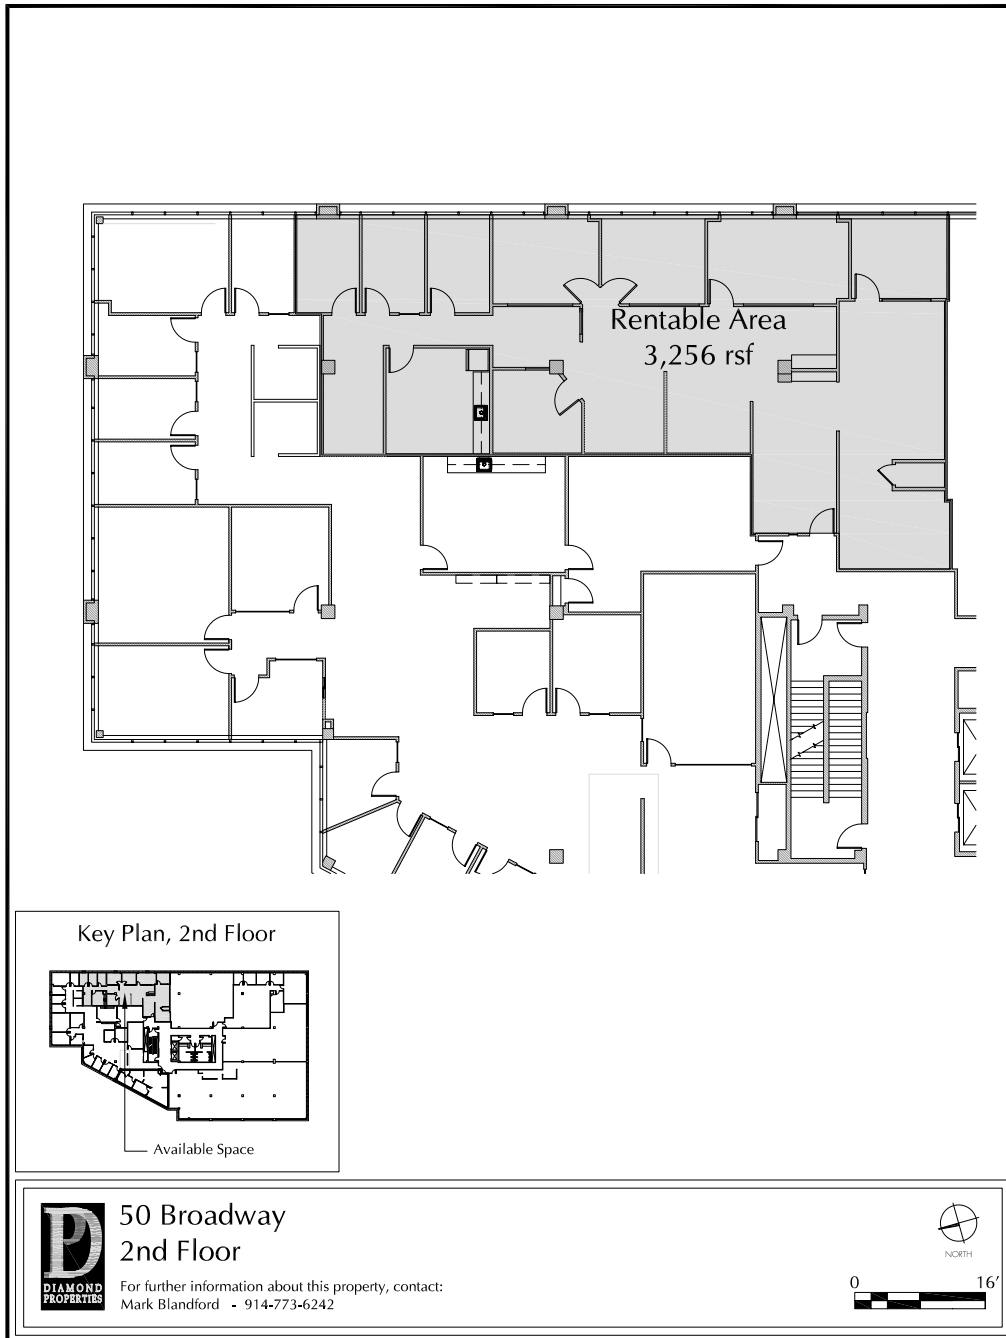 Rentable Area
3,256 rsf
Key Plan, 2nd Floor
Available Space
PD
DIAMOND
PROPERTIES
50 Broadway
2nd Floor
For further information about this property, contact:
Mark Blandford - 914-773-6242
NORTH
0 16'